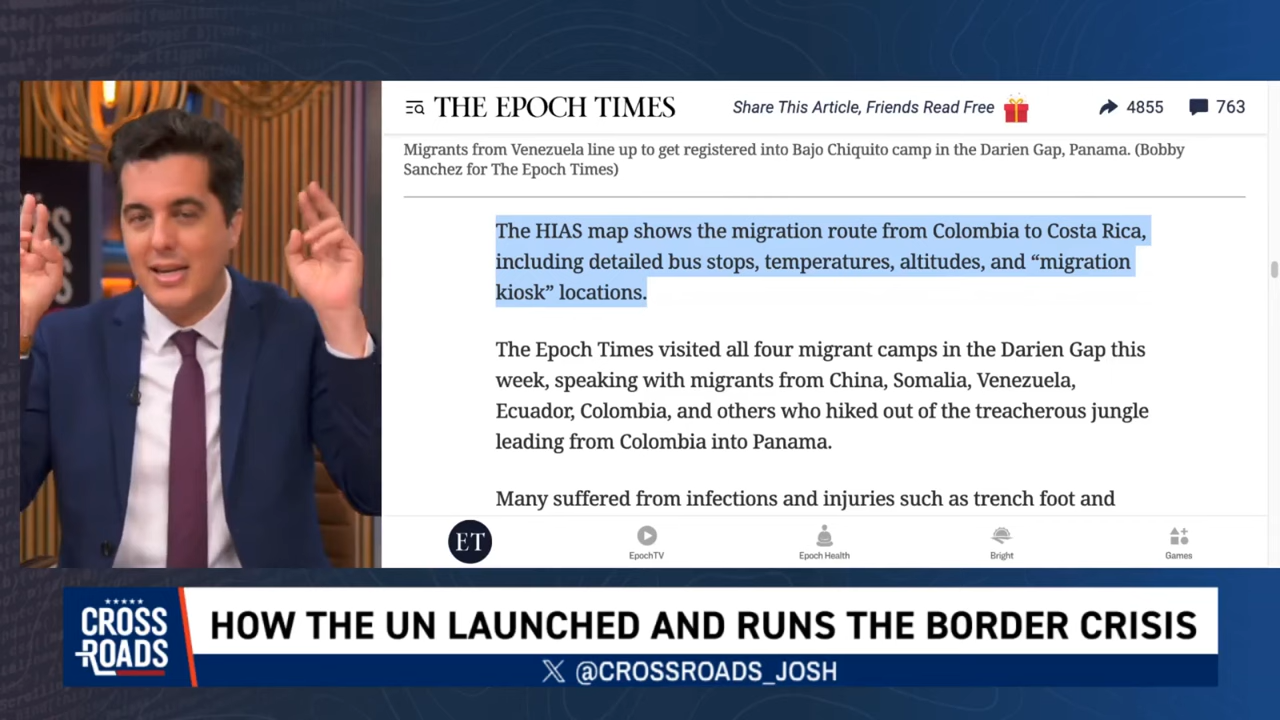 THE EPOCH TIMES
Share This Article, Friends Read Free
4855
763
Migrants from Venezuela line up to get registered into Bajo Chiquito camp in the Darien Gap, Panama. (Bobby
Sanchez for The Epoch Times)
The HIAS map shows the migration route from Colombia to Costa Rica,
including detailed bus stops, temperatures, altitudes, and “migration
kiosk” locations.
The Epoch Times visited all four migrant camps in the Darien Gap this
week, speaking with migrants from China, Somalia, Venezuela,
Ecuador, Colombia, and others who hiked out of the treacherous jungle
leading from Colombia into Panama.
Many suffered from infections and injuries such as trench foot and
ET
EpochTV
Epoch Health
Bright
Games
CROSS
ROADS
HOW THE UN LAUNCHED AND RUNS THE BORDER CRISIS
X @CROSSROADS_JOSH